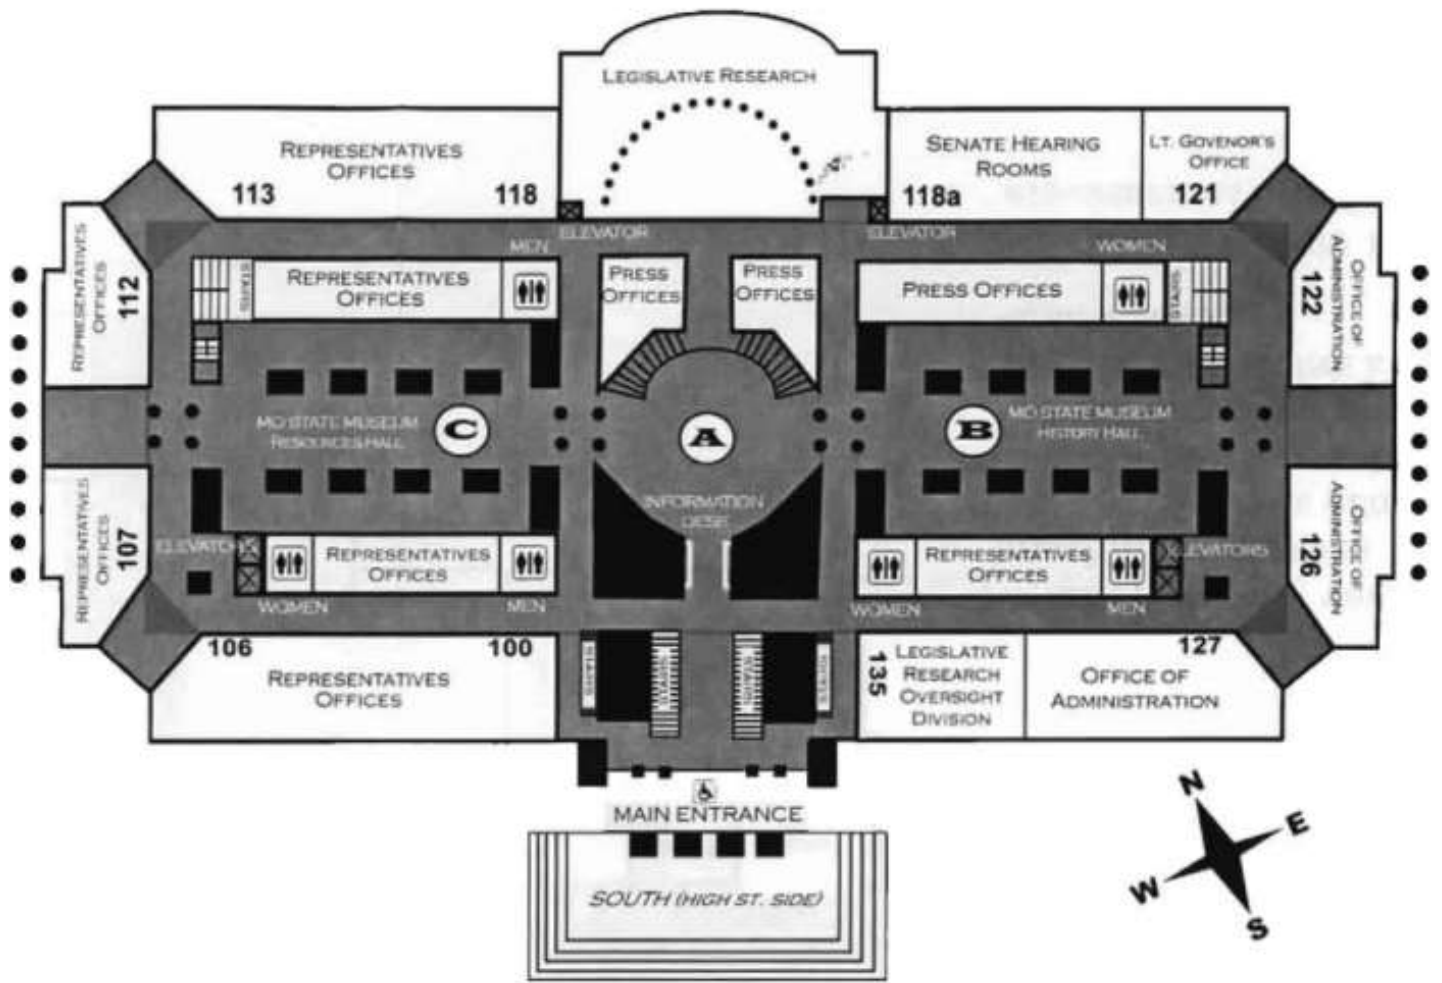 LEGISLATIVE RESEARCH
REPRESENTATIVES
OFFICES
113
118
SENATE HEARING
ROOMS
118a
LT. GOVENOR'S
OFFICE
121
ELEVATOR
ELEVATOR
MEN
WOMEN
REPRESENTATIVES
OFFICES
112
STAIRS
REPRESENTATIVES
OFFICES
PRESS
OFFICES
PRESS
OFFICES
PRESS OFFICES
STAIRS
122
OFFICE OF
ADMINISTRATION
MO STATE MUSEUM
RESOURCES HALL
C
A
B
MO STATE MUSEUM
HISTORY HALL
INFORMATION
DESK
REPRESENTATIVES
OFFICES
107
ELEVATOR
REPRESENTATIVES
OFFICES
REPRESENTATIVES
OFFICES
ELEVATORS
126
OFFICE OF
ADMINISTRATION
WOMEN
MEN
WOMEN
MEN
106
100
REPRESENTATIVES
OFFICES
STAIRS
STAIRS
STAIRS
STAIRS
135
LEGISLATIVE
RESEARCH
OVERSIGHT
DIVISION
127
OFFICE OF
ADMINISTRATION
MAIN ENTRANCE
SOUTH (HIGH ST. SIDE)
N
E
W
S